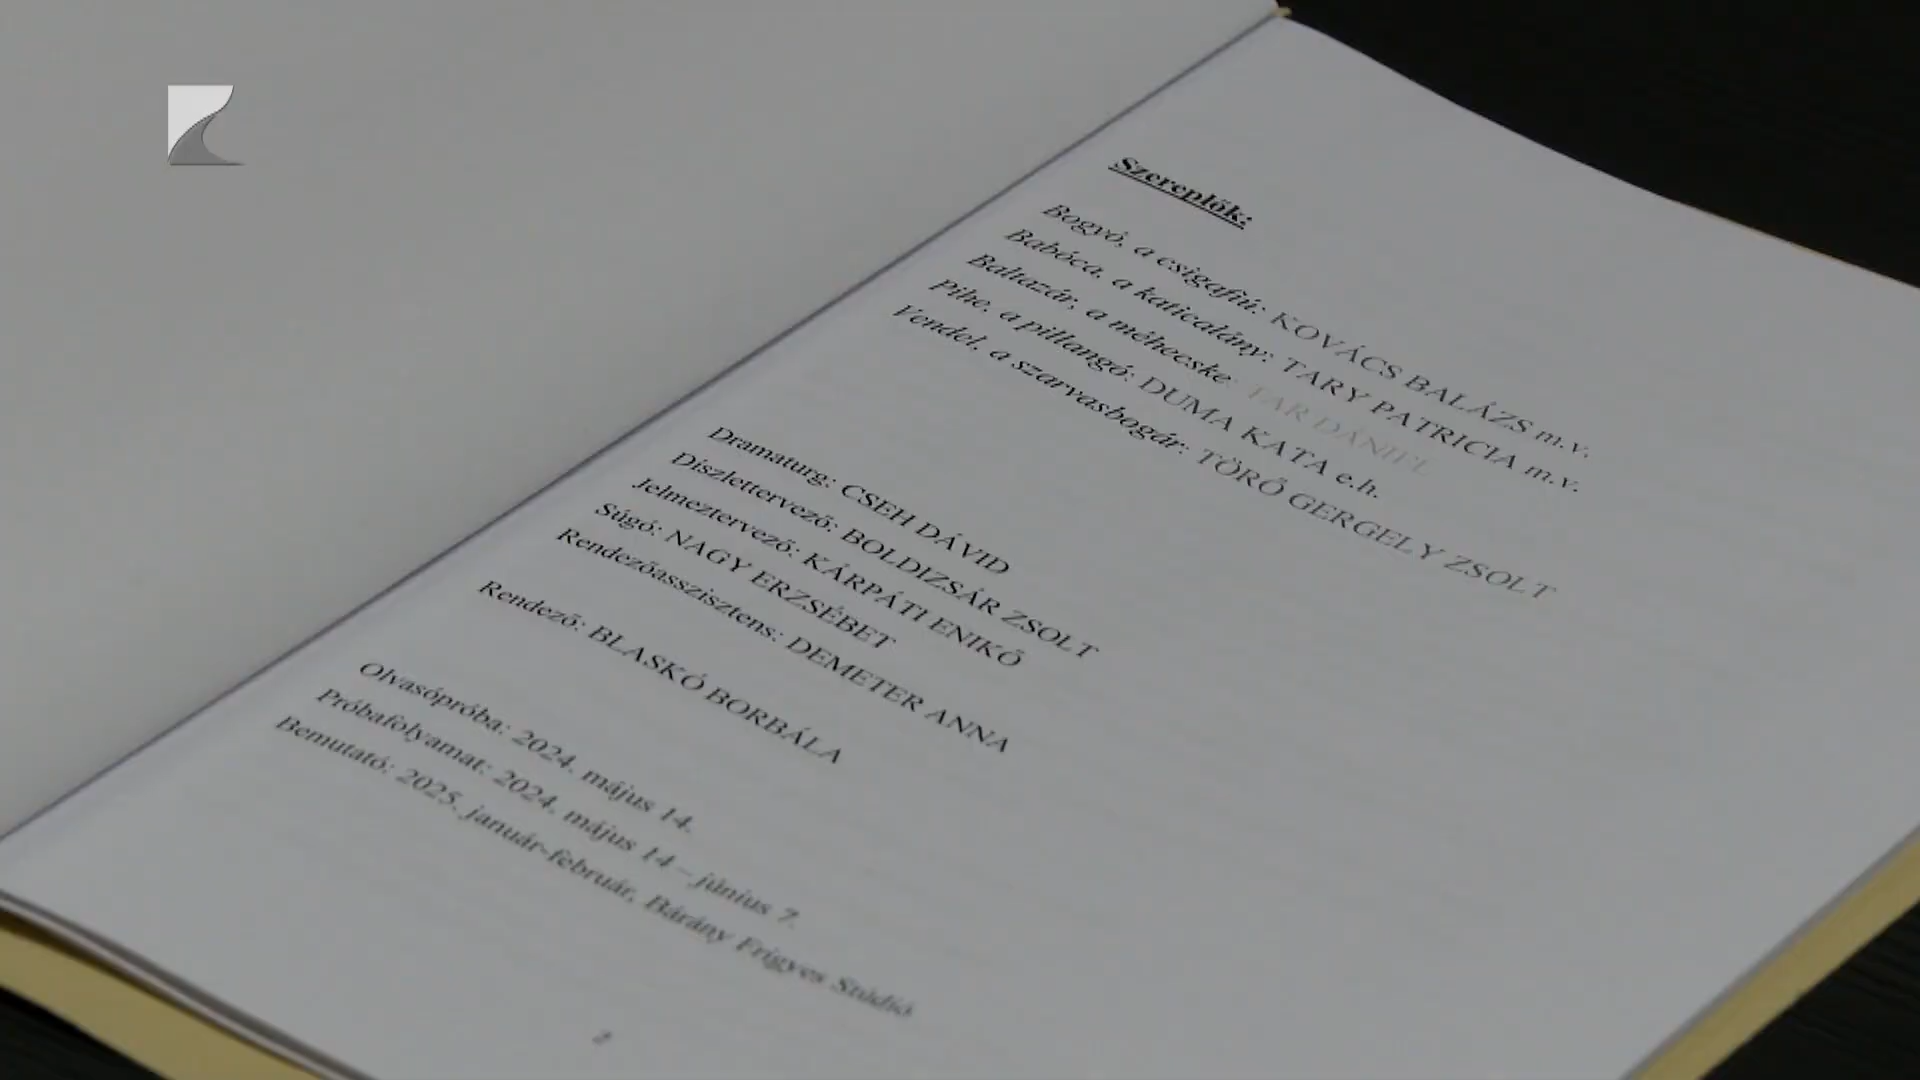 Szereplők:
Bogyó, a csigafiú: KOVÁCS BALÁZS m.v.
Babóca, a katicalány: TARY PATRICIA m.v.
Baltazár, a méhecske: TAR DÁNIEL
Pihe, a pillangó: DUMA KATA e.h.
Vendel, a szarvasbogár: TÖRŐ GERGELY ZSOLT
Dramaturg: CSEH DÁVID
Díszlettervező: BOLDIZSÁR ZSOLT
Jelmeztervező: KÁRPÁTI ENIKŐ
Súgó: NAGY ERZSÉBET
Rendezőasszisztens: DEMETER ANNA
Rendező: BLASKÓ BORBÁLA
Olvasópróba: 2024. május 14.
Próbafolyamat: 2024. május 14 – június 7.
Bemutató: 2025. január-február, Bárány Frigyes Stúdió
2